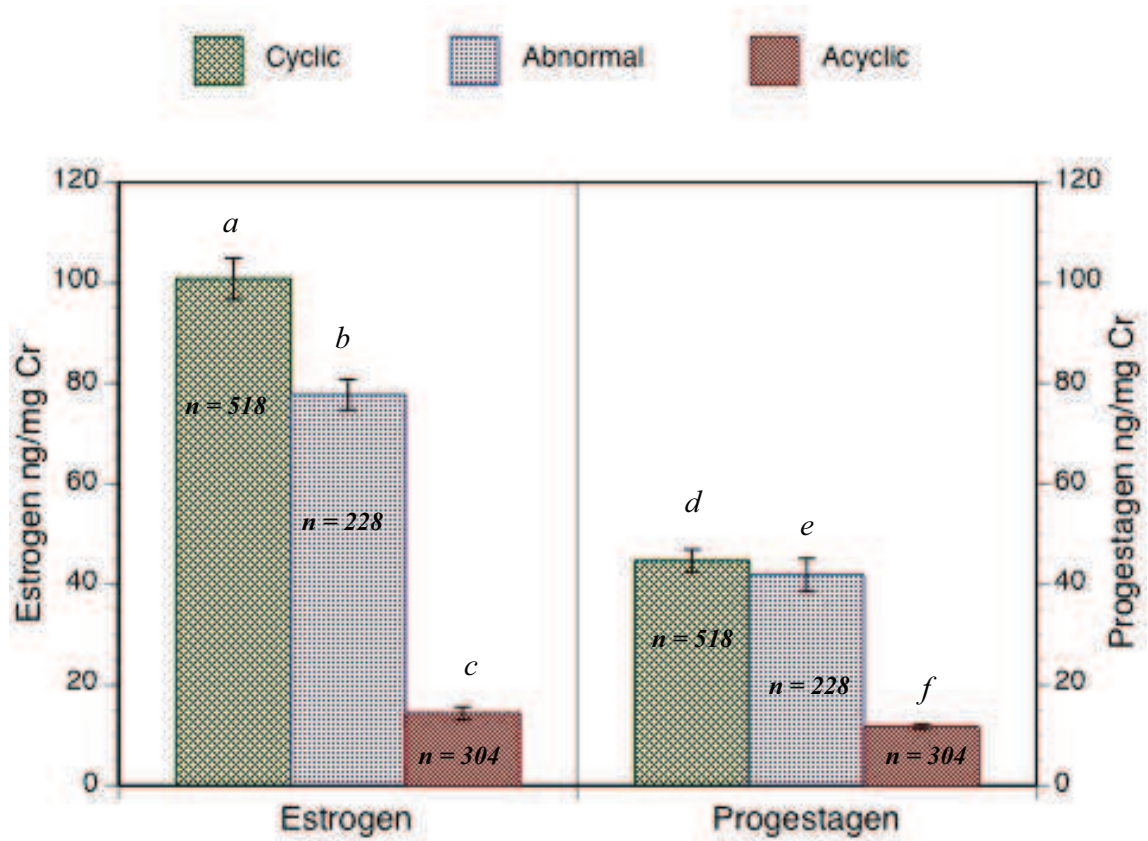 Cyclic Abnormal Acyclic
120 120
a
100 100
b
80 80
n = 518
60 60
n = 228
d
e
40 40
n = 518
c
n = 228
f
20 20
n = 304 n = 304
0 0
Estrogen ng/mg Cr
Progestagen ng/mg Cr
Estrogen Progestagen